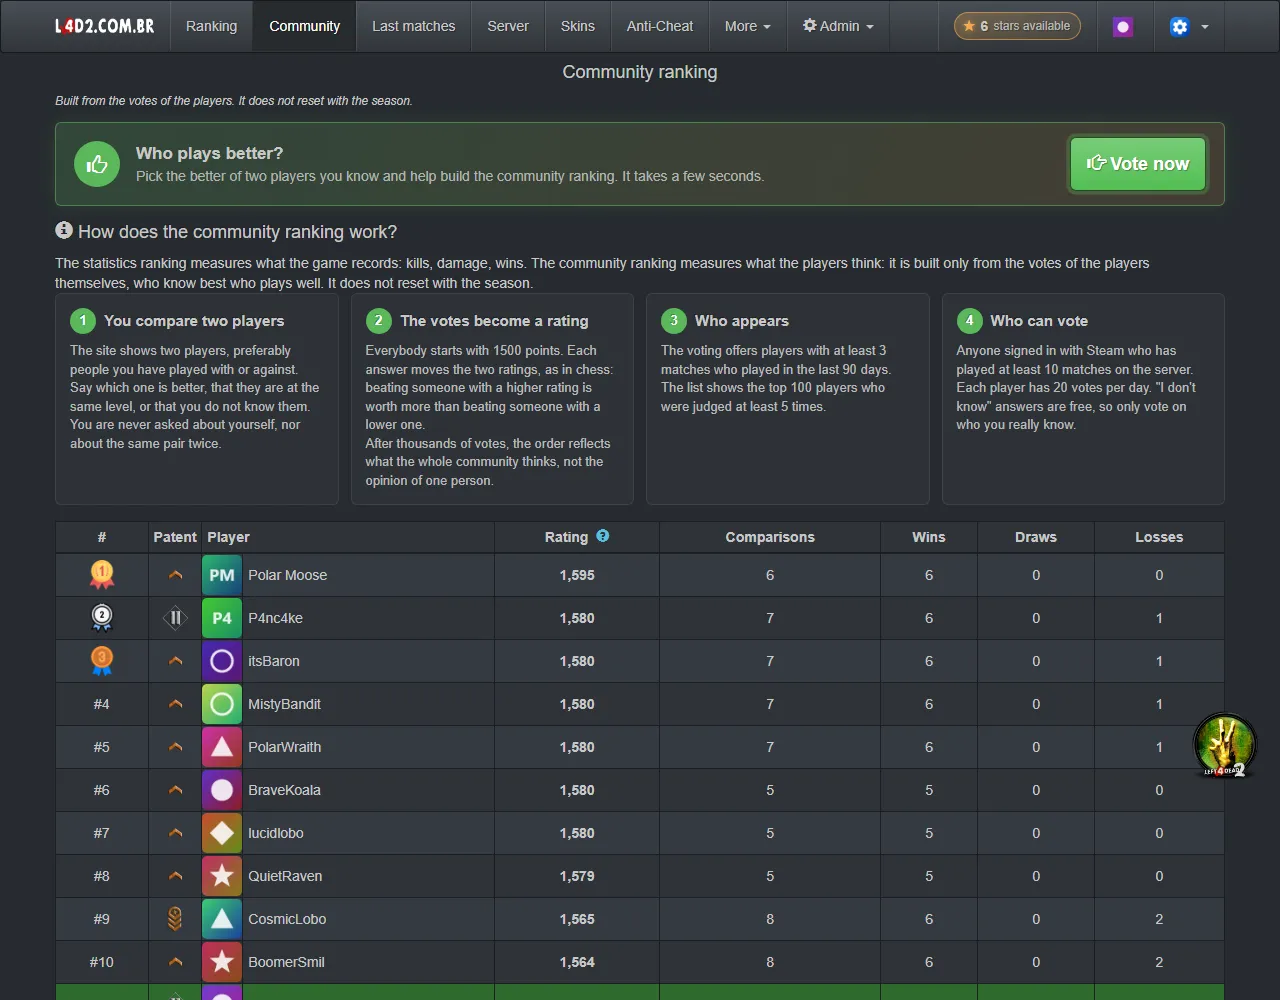 L4D2.COM.BR
Ranking
Community
Last matches
Server
Skins
Anti-Cheat
More
Admin
6 stars available
Community ranking
Built from the votes of the players. It does not reset with the season.
Who plays better?
Pick the better of two players you know and help build the community ranking. It takes a few seconds.
Vote now
How does the community ranking work?
The statistics ranking measures what the game records: kills, damage, wins. The community ranking measures what the players think: it is built only from the votes of the players
themselves, who know best who plays well. It does not reset with the season.
1 You compare two players
The site shows two players, preferably
people you have played with or against.
Say which one is better, that they are at the
same level, or that you do not know them.
You are never asked about yourself, nor
about the same pair twice.
2 The votes become a rating
Everybody starts with 1500 points. Each
answer moves the two ratings, as in chess:
beating someone with a higher rating is
worth more than beating someone with a
lower one.
After thousands of votes, the order reflects
what the whole community thinks, not the
opinion of one person.
3 Who appears
The voting offers players with at least 3
matches who played in the last 90 days.
The list shows the top 100 players who
were judged at least 5 times.
4 Who can vote
Anyone signed in with Steam who has
played at least 10 matches on the server.
Each player has 20 votes per day. "I don't
know" answers are free, so only vote on
who you really know.
# Patent Player Rating ? Comparisons Wins Draws Losses
1 PM Polar Moose 1,595 6 6 0 0
2 II P4 P4nc4ke 1,580 7 6 0 1
3 itsBaron 1,580 7 6 0 1
#4 MistyBandit 1,580 7 6 0 1
#5 PolarWraith 1,580 7 6 0 1
#6 BraveKoala 1,580 5 5 0 0
#7 lucidlobo 1,580 5 5 0 0
#8 QuietRaven 1,579 5 5 0 0
#9 CosmicLobo 1,565 8 6 0 2
#10 BoomerSmil 1,564 8 6 0 2
LEFT 4 DEAD 2